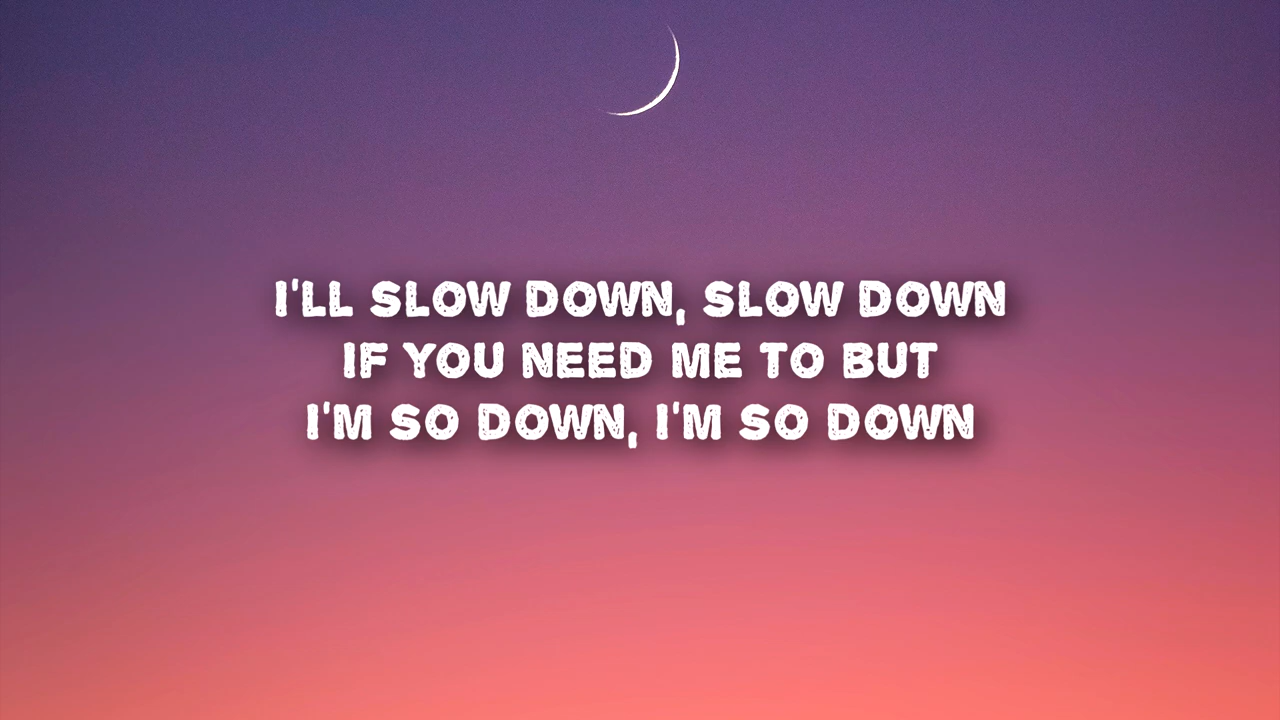 I'LL SLOW DOWN, SLOW DOWN
IF YOU NEED ME TO BUT
I'M SO DOWN, I'M SO DOWN